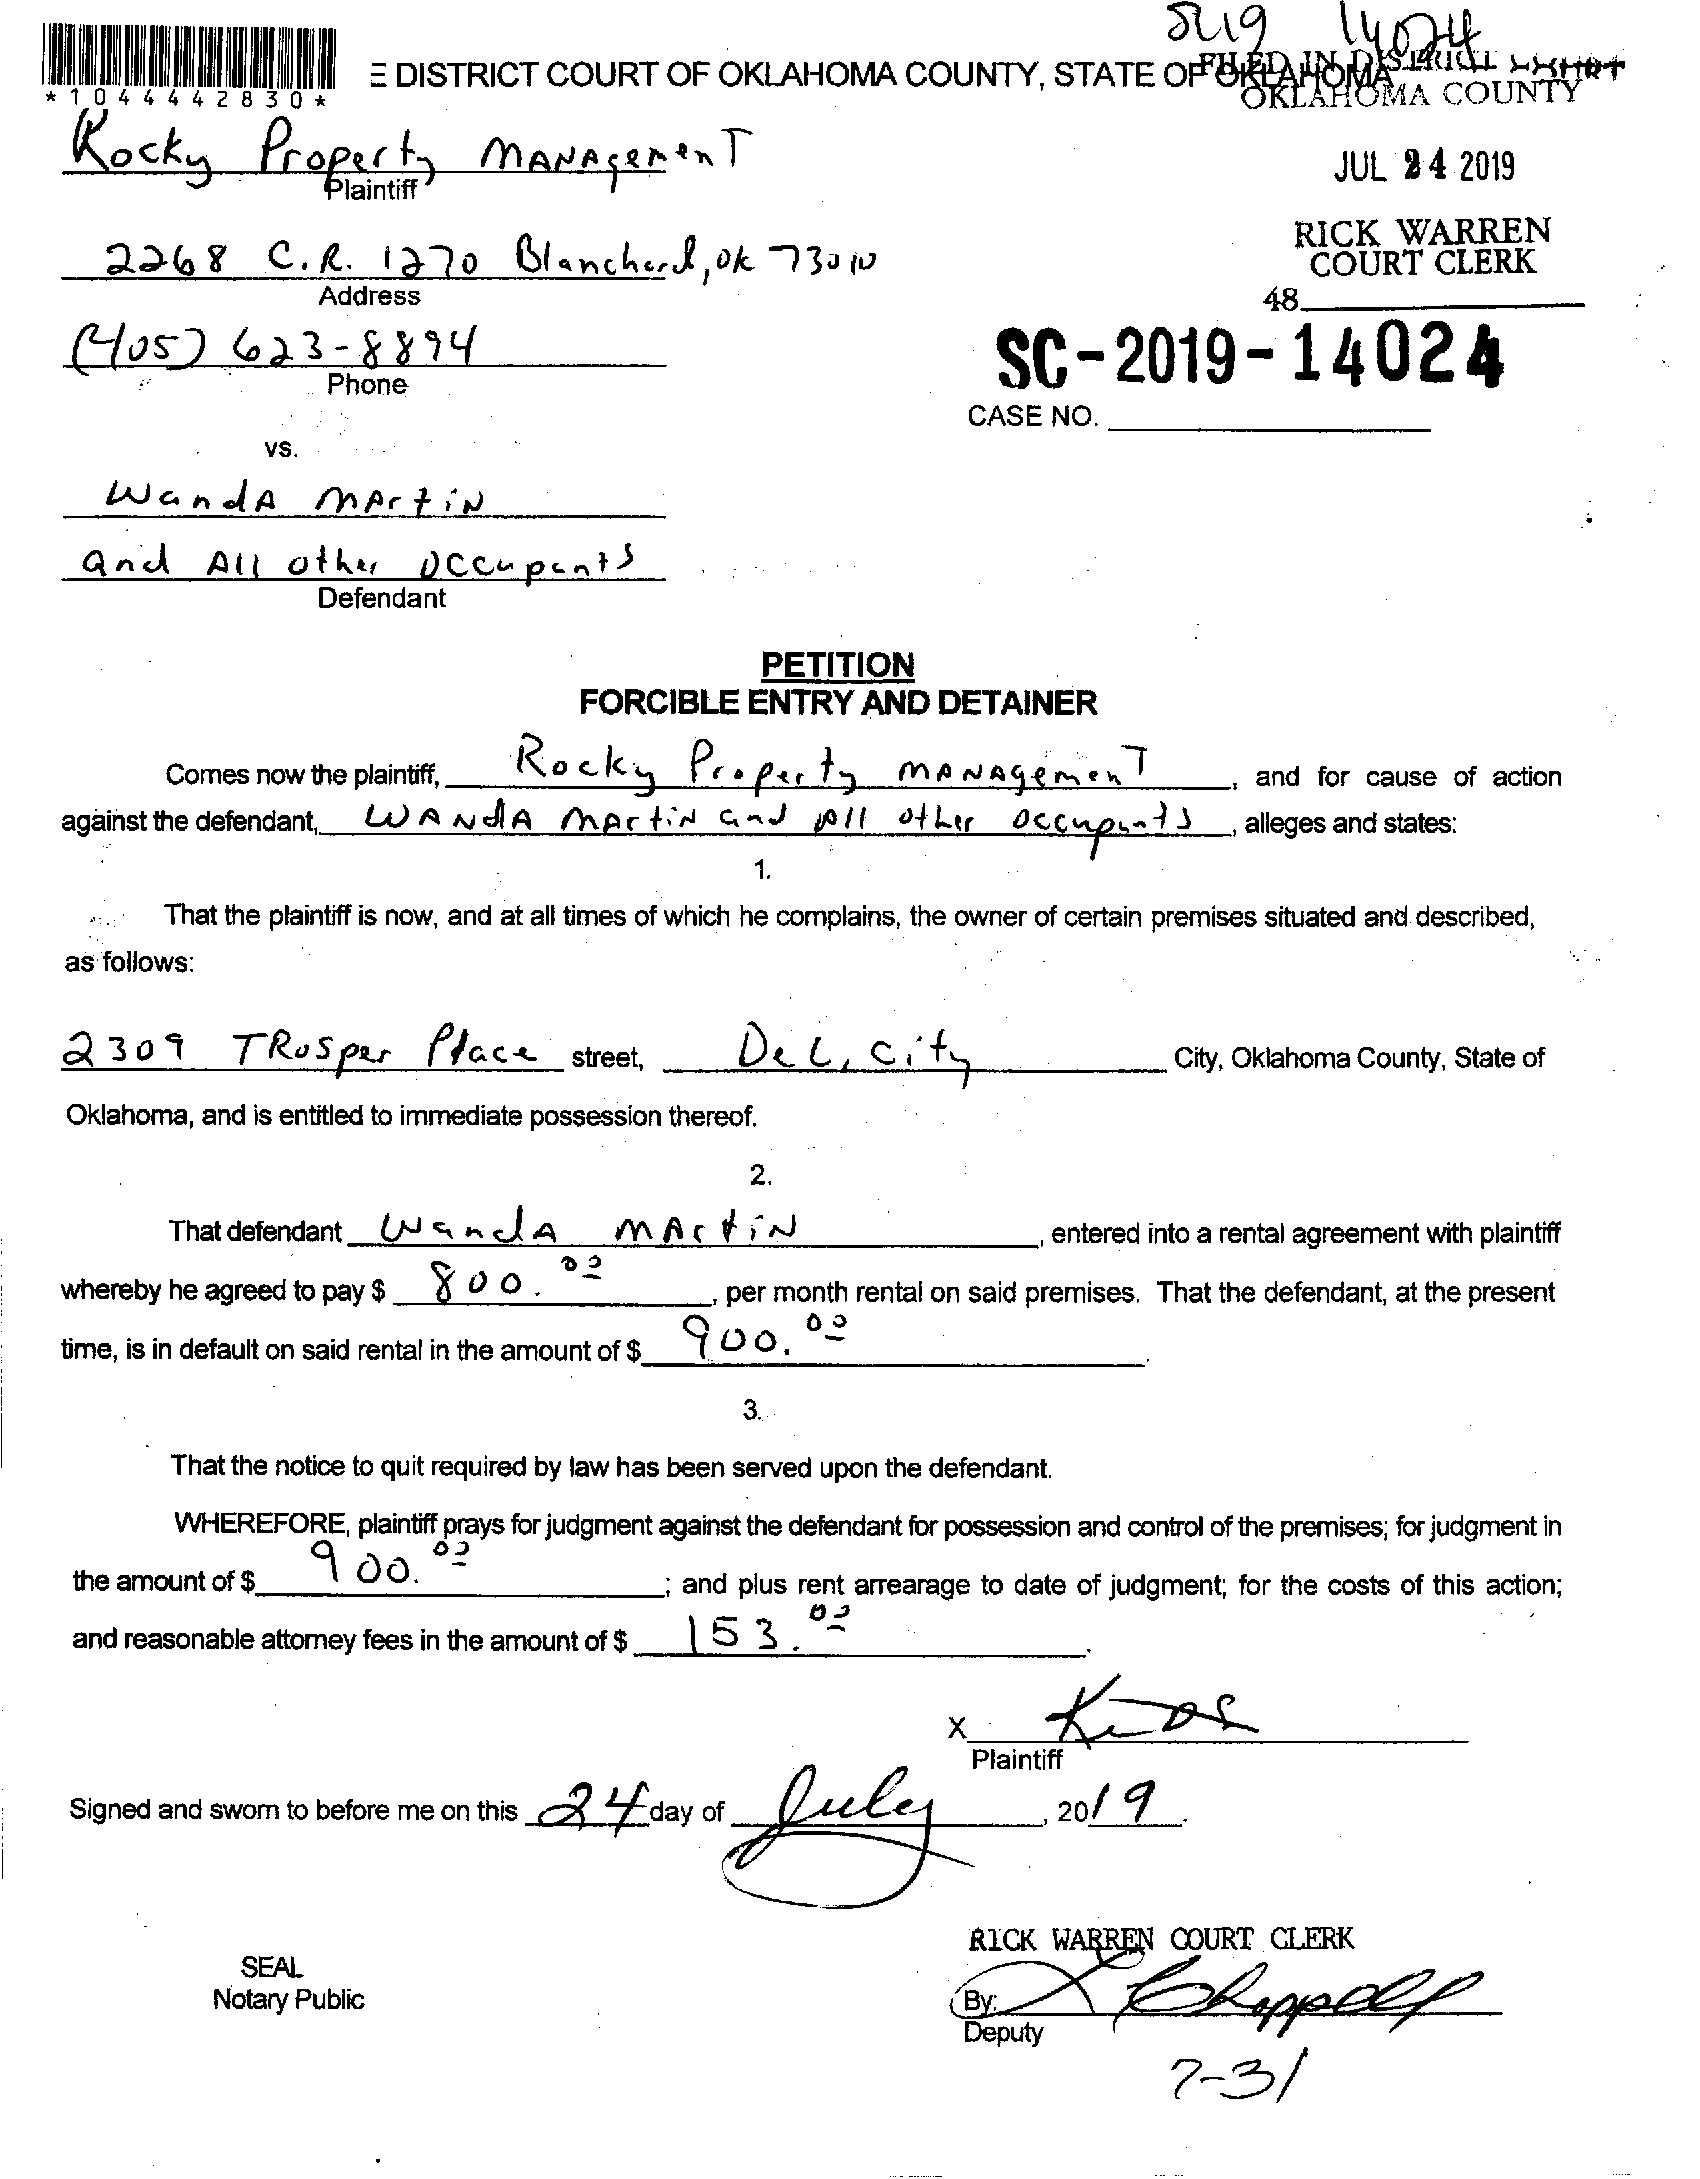 SC19 14024
E DISTRICT COURT OF OKLAHOMA COUNTY, STATE OF OKLAHOMA
FILED IN DISTRICT COURT
OKLAHOMA COUNTY
*1044442830*
Rocky Property Management
Plaintiff
JUL 24 2019
RICK WARREN
COURT CLERK
2268 C.R. 1270 Blanchard, OK 73010
Address
48
(405) 623-8894
Phone
SC-2019-14024
CASE NO.
vs.
Wanda Martin
and All other occupants
Defendant
PETITION
FORCIBLE ENTRY AND DETAINER
Comes now the plaintiff, Rocky Property Management, and for cause of action
against the defendant, Wanda Martin and All other occupants, alleges and states:
1.
That the plaintiff is now, and at all times of which he complains, the owner of certain premises situated and described,
as follows:
2309 Trosper Place street, Del City City, Oklahoma County, State of
Oklahoma, and is entitled to immediate possession thereof.
2.
That defendant Wanda Martin, entered into a rental agreement with plaintiff
whereby he agreed to pay $ 800.00, per month rental on said premises. That the defendant, at the present
time, is in default on said rental in the amount of $ 900.00.
3.
That the notice to quit required by law has been served upon the defendant.
WHEREFORE, plaintiff prays for judgment against the defendant for possession and control of the premises; for judgment in
the amount of $ 900.00; and plus rent arrearage to date of judgment; for the costs of this action;
and reasonable attorney fees in the amount of $ 153.00.
X
Plaintiff
Signed and sworn to before me on this 24 day of July, 2019.
RICK WARREN COURT CLERK
SEAL
Notary Public
By: Chappell
Deputy
7-31